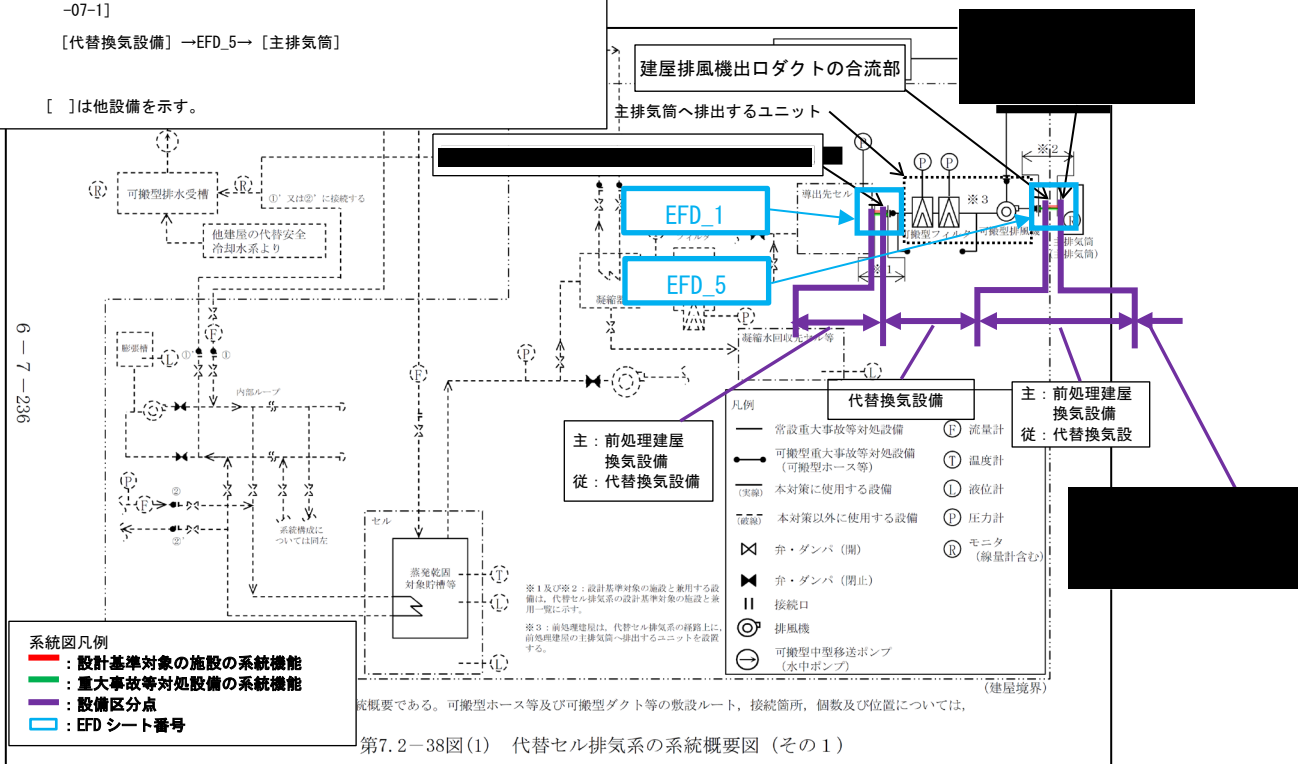 -07-1]
[代替換気設備] →EFD_5→ [主排気筒]
[ ]は他設備を示す。
建屋排風機出口ダクトの合流部
主排気筒へ排出するユニット
※2
P
P
P
R
R
可搬型排水受槽
①’又は②’に接続する
他建屋の代替安全
冷却水系より
導出先セル
EFD_1
※3
可搬型フィルタ
可搬型排風機
R
主排気筒
EFD_5
フィルタ
※1
凝縮器
P
凝縮水回収先セル等
L
6-7-236
膨張槽
L
①’
F
①
内部ループ
P
F
F
P
②
②’
系統構成に
ついては同左
セル
蒸発乾固
対象貯槽等
T
L
L
主：前処理建屋
換気設備
従：代替換気設備
代替換気設備
主：前処理建屋
換気設備
従：代替換気設
凡例
常設重大事故等対処設備
可搬型重大事故等対処設備
(可搬型ホース等)
(実線) 本対策に使用する設備
(破線) 本対策以外に使用する設備
弁・ダンパ（開）
弁・ダンパ（閉止）
接続口
排風機
可搬型中型移送ポンプ
（水中ポンプ）
F 流量計
T 温度計
L 液位計
P 圧力計
R モニタ
（線量計含む）
※1及び※2：設計基準対象の施設と兼用する設
備は，代替セル排気系の設計基準対象の施設と兼
用一覧に示す。
※3：前処理建屋は，代替セル排気系の経路上に，
前処理建屋の主排気筒へ排出するユニットを設置
する。
(建屋境界)
系統図凡例
：設計基準対象の施設の系統機能
：重大事故等対処設備の系統機能
：設備区分点
：EFD シート番号
統概要である。可搬型ホース等及び可搬型ダクト等の敷設ルート，接続箇所，個数及び位置については，
第7.2－38図(1) 代替セル排気系の系統概要図（その1）